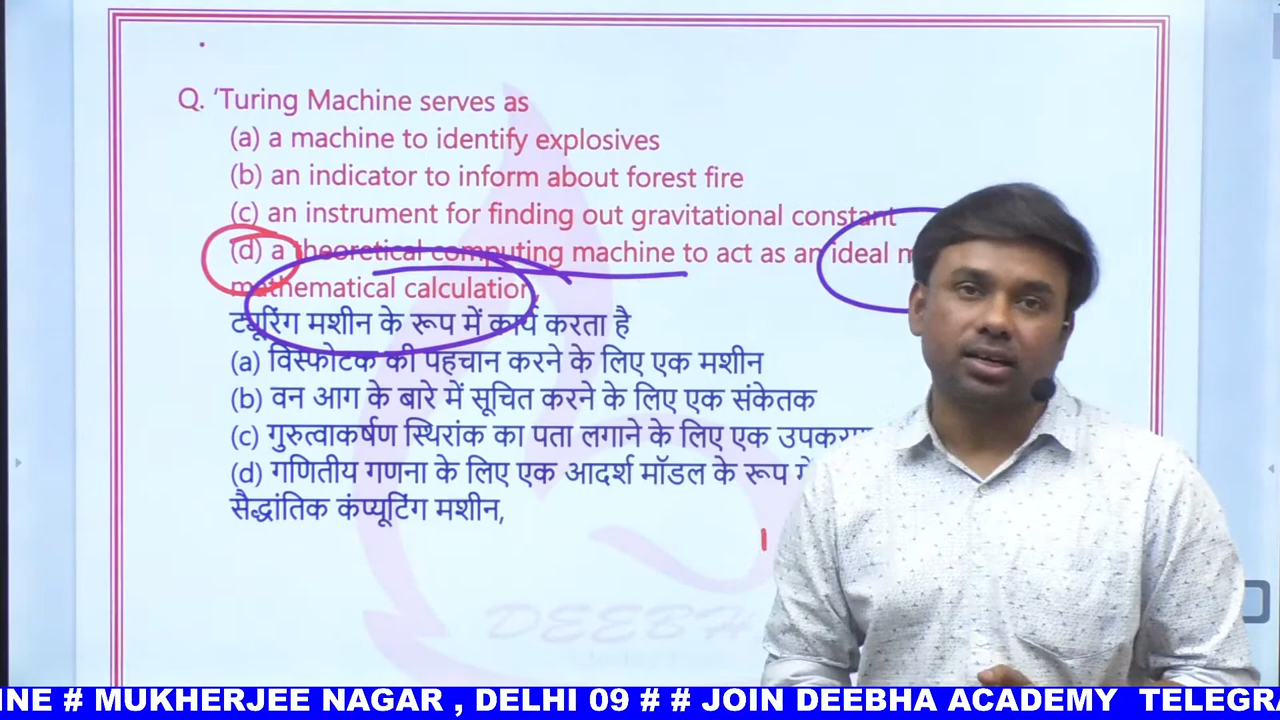 Q. ‘Turing Machine serves as
(a) a machine to identify explosives
(b) an indicator to inform about forest fire
(c) an instrument for finding out gravitational constant
(d) a theoretical computing machine to act as an ideal
mathematical calculation,
ट्यूरिंग मशीन के रूप में कार्य करता है
(a) विस्फोटक की पहचान करने के लिए एक मशीन
(b) वन आग के बारे में सूचित करने के लिए एक संकेतक
(c) गुरुत्वाकर्षण स्थिरांक का पता लगाने के लिए एक
(d) गणितीय गणना के लिए एक आदर्श मॉडल के रूप
सैद्धांतिक कंप्यूटिंग मशीन,
DEEBH
# MUKHERJEE NAGAR , DELHI 09 # # JOIN DEEBHA ACADEMY